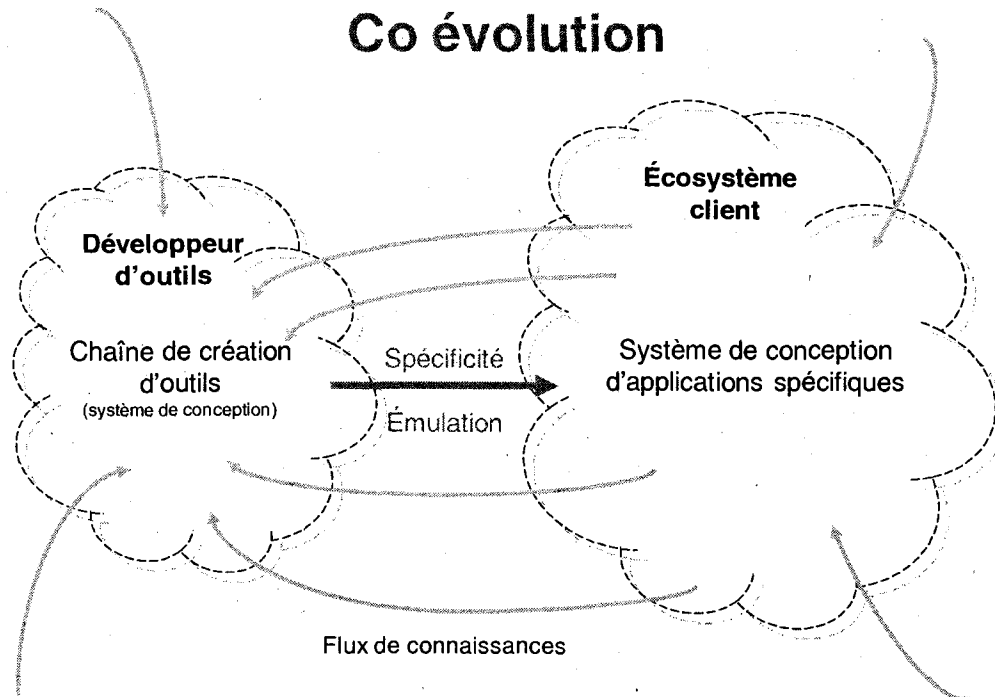 Co évolution
Écosystème
client
Développeur
d'outils
Chaîne de création
d'outils
(système de conception)
Spécificité
Émulation
Système de conception
d'applications spécifiques
Flux de connaissances